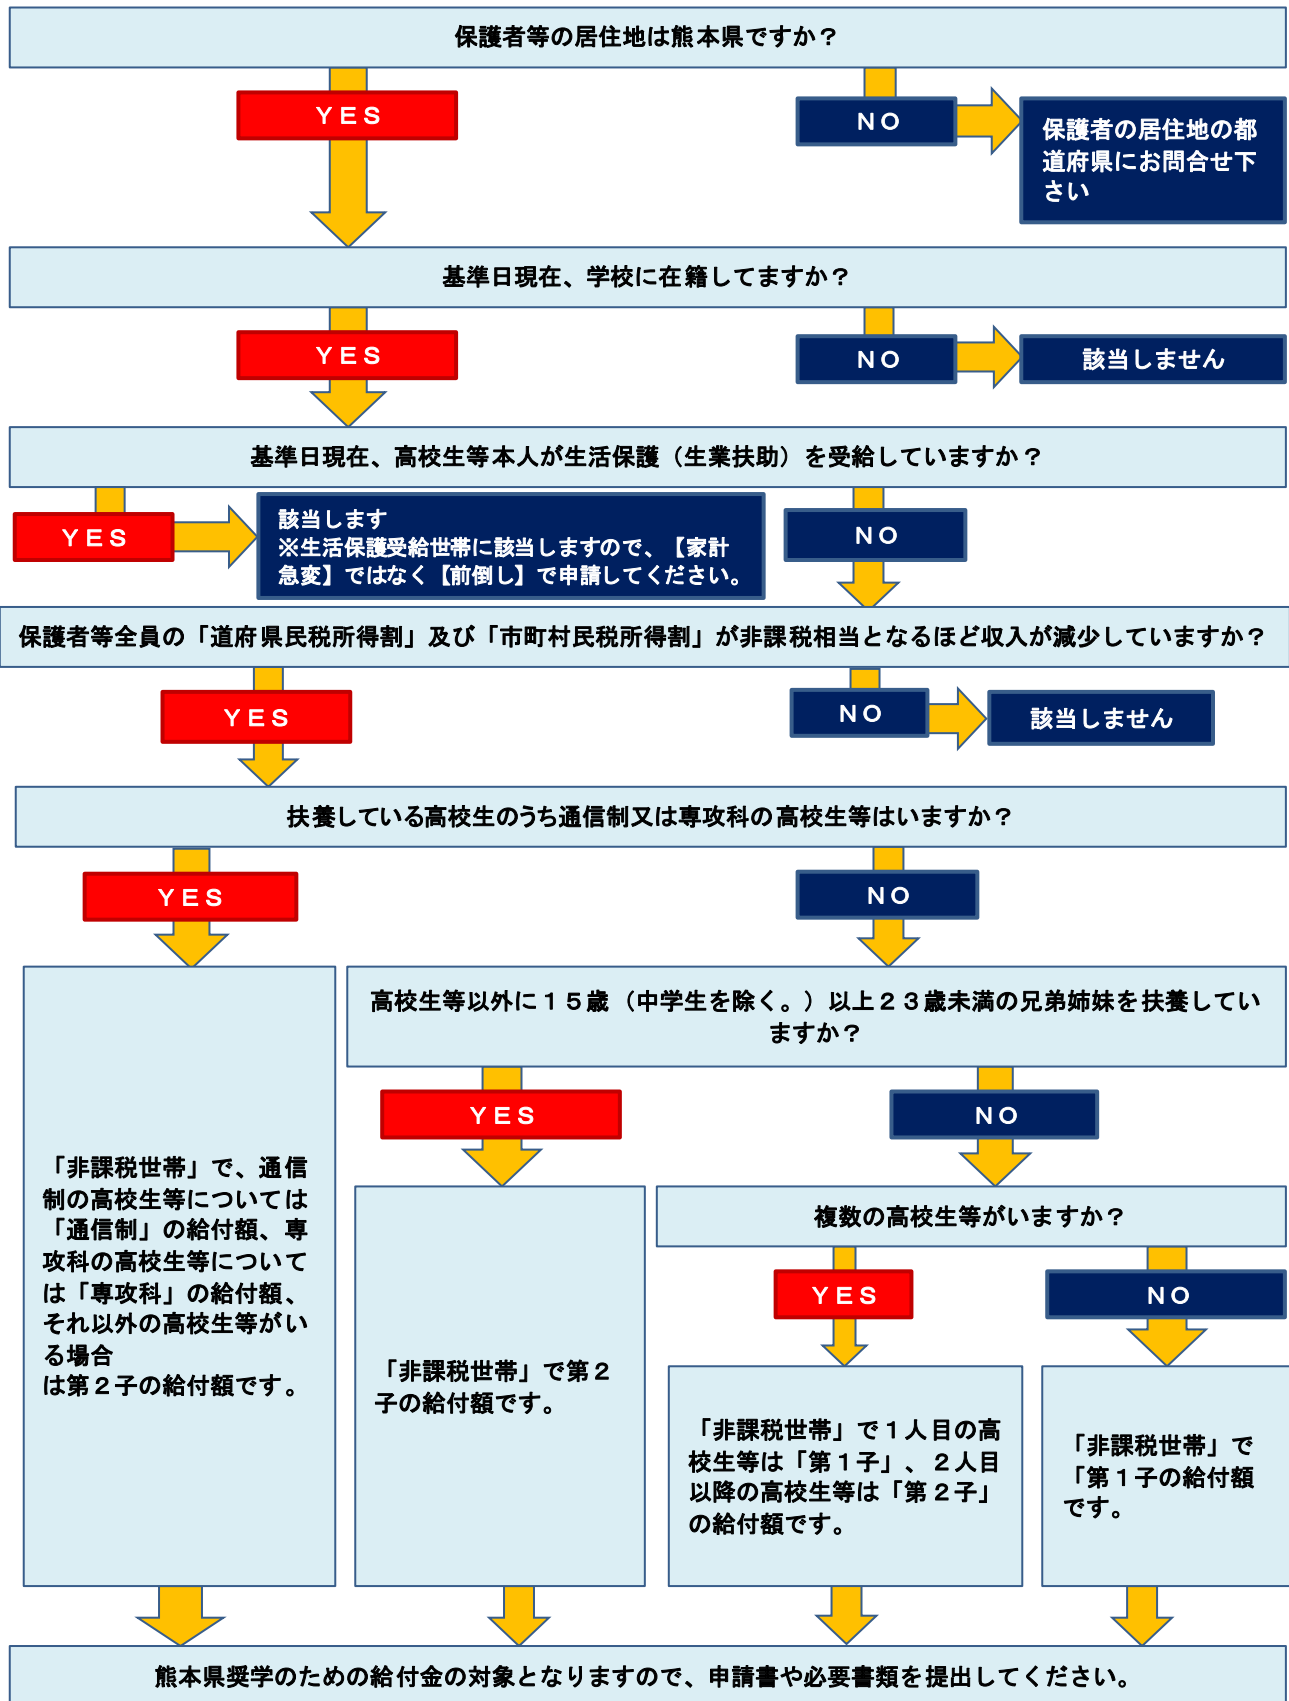 保護者等の居住地は熊本県ですか？
ＹＥＳ
ＮＯ
保護者の居住地の都
道府県にお問合せ下
さい
基準日現在、学校に在籍してますか？
ＹＥＳ
ＮＯ
該当しません
基準日現在、高校生等本人が生活保護（生業扶助）を受給していますか？
ＹＥＳ
該当します
※生活保護受給世帯に該当しますので、【家計
急変】ではなく【前倒し】で申請してください。
ＮＯ
保護者等全員の「道府県民税所得割」及び「市町村民税所得割」が非課税相当となるほど収入が減少していますか？
ＹＥＳ
ＮＯ
該当しません
扶養している高校生のうち通信制又は専攻科の高校生等はいますか？
ＹＥＳ
ＮＯ
高校生等以外に１５歳（中学生を除く。）以上２３歳未満の兄弟姉妹を扶養してい
ますか？
ＹＥＳ
ＮＯ
「非課税世帯」で、通信
制の高校生等については
「通信制」の給付額、専
攻科の高校生等について
は「専攻科」の給付額、
それ以外の高校生等がい
る場合
は第２子の給付額です。
「非課税世帯」で第２
子の給付額です。
複数の高校生等がいますか？
ＹＥＳ
ＮＯ
「非課税世帯」で１人目の高
校生等は「第１子」、２人目
以降の高校生等は「第２子」
の給付額です。
「非課税世帯」で
「第１子の給付額
です。
熊本県奨学のための給付金の対象となりますので、申請書や必要書類を提出してください。